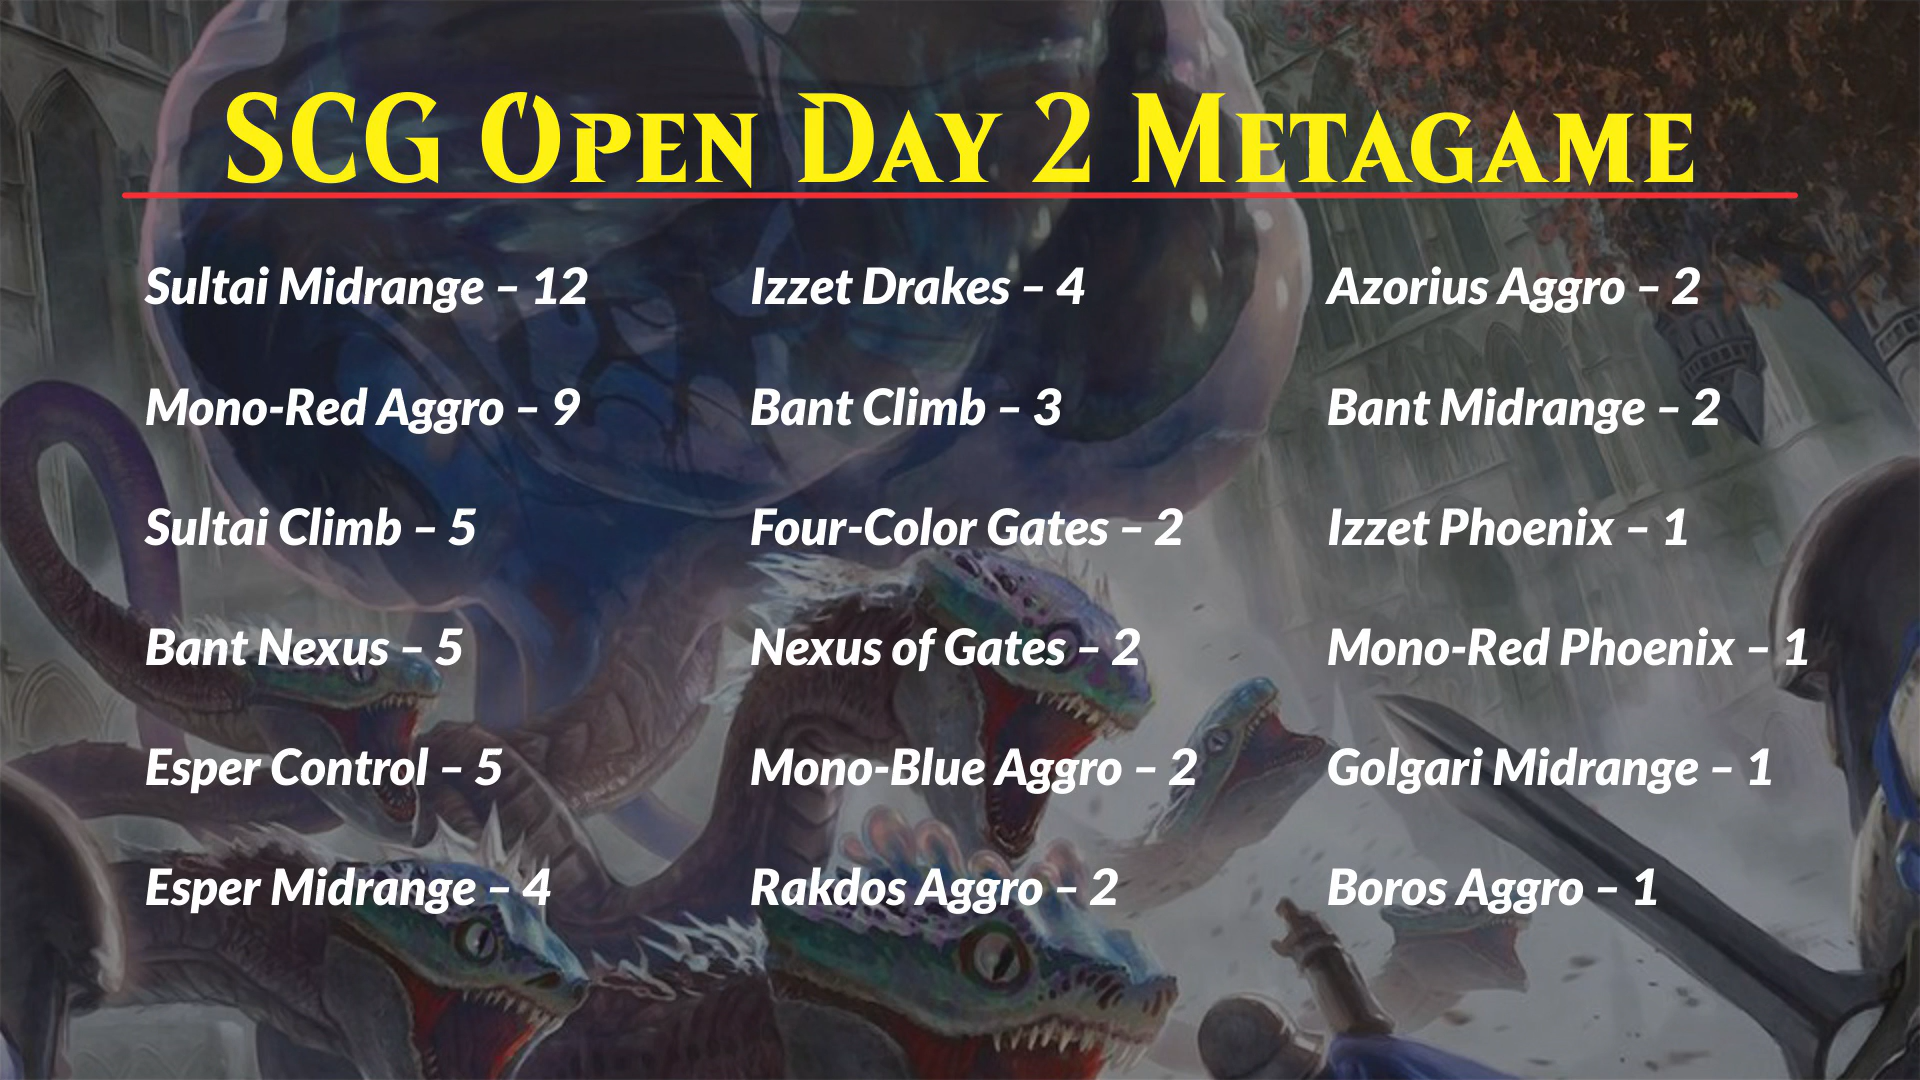 SCG Open Day 2 Metagame
Sultai Midrange – 12
Mono-Red Aggro – 9
Sultai Climb – 5
Bant Nexus – 5
Esper Control – 5
Esper Midrange – 4
Izzet Drakes – 4
Bant Climb – 3
Four-Color Gates – 2
Nexus of Gates – 2
Mono-Blue Aggro – 2
Rakdos Aggro – 2
Azorius Aggro – 2
Bant Midrange – 2
Izzet Phoenix – 1
Mono-Red Phoenix – 1
Golgari Midrange – 1
Boros Aggro – 1